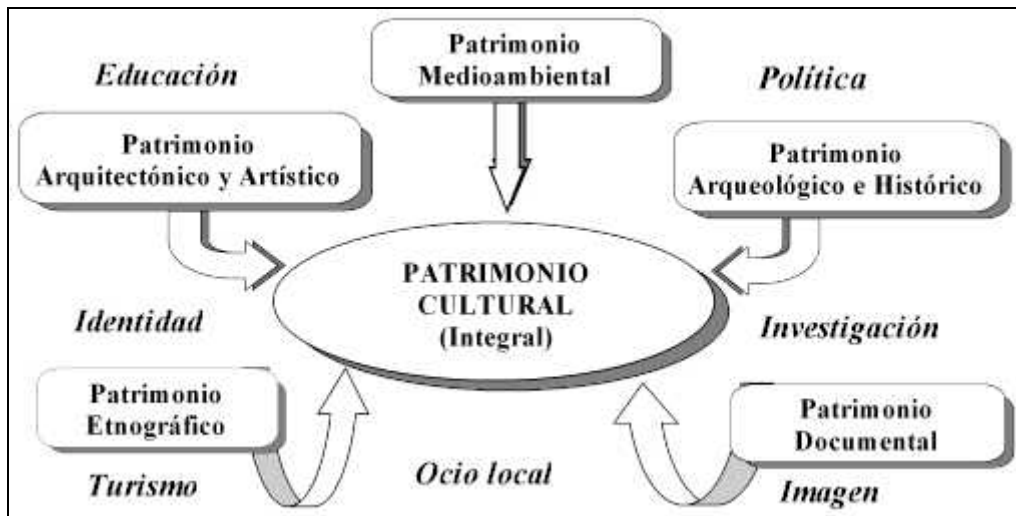 Patrimonio
Medioambiental
Educación
Política
Patrimonio
Arquitectónico y Artístico
Patrimonio
Arqueológico e Histórico
PATRIMONIO
CULTURAL
(Integral)
Identidad
Investigación
Patrimonio
Etnográfico
Patrimonio
Documental
Turismo
Ocio local
Imagen